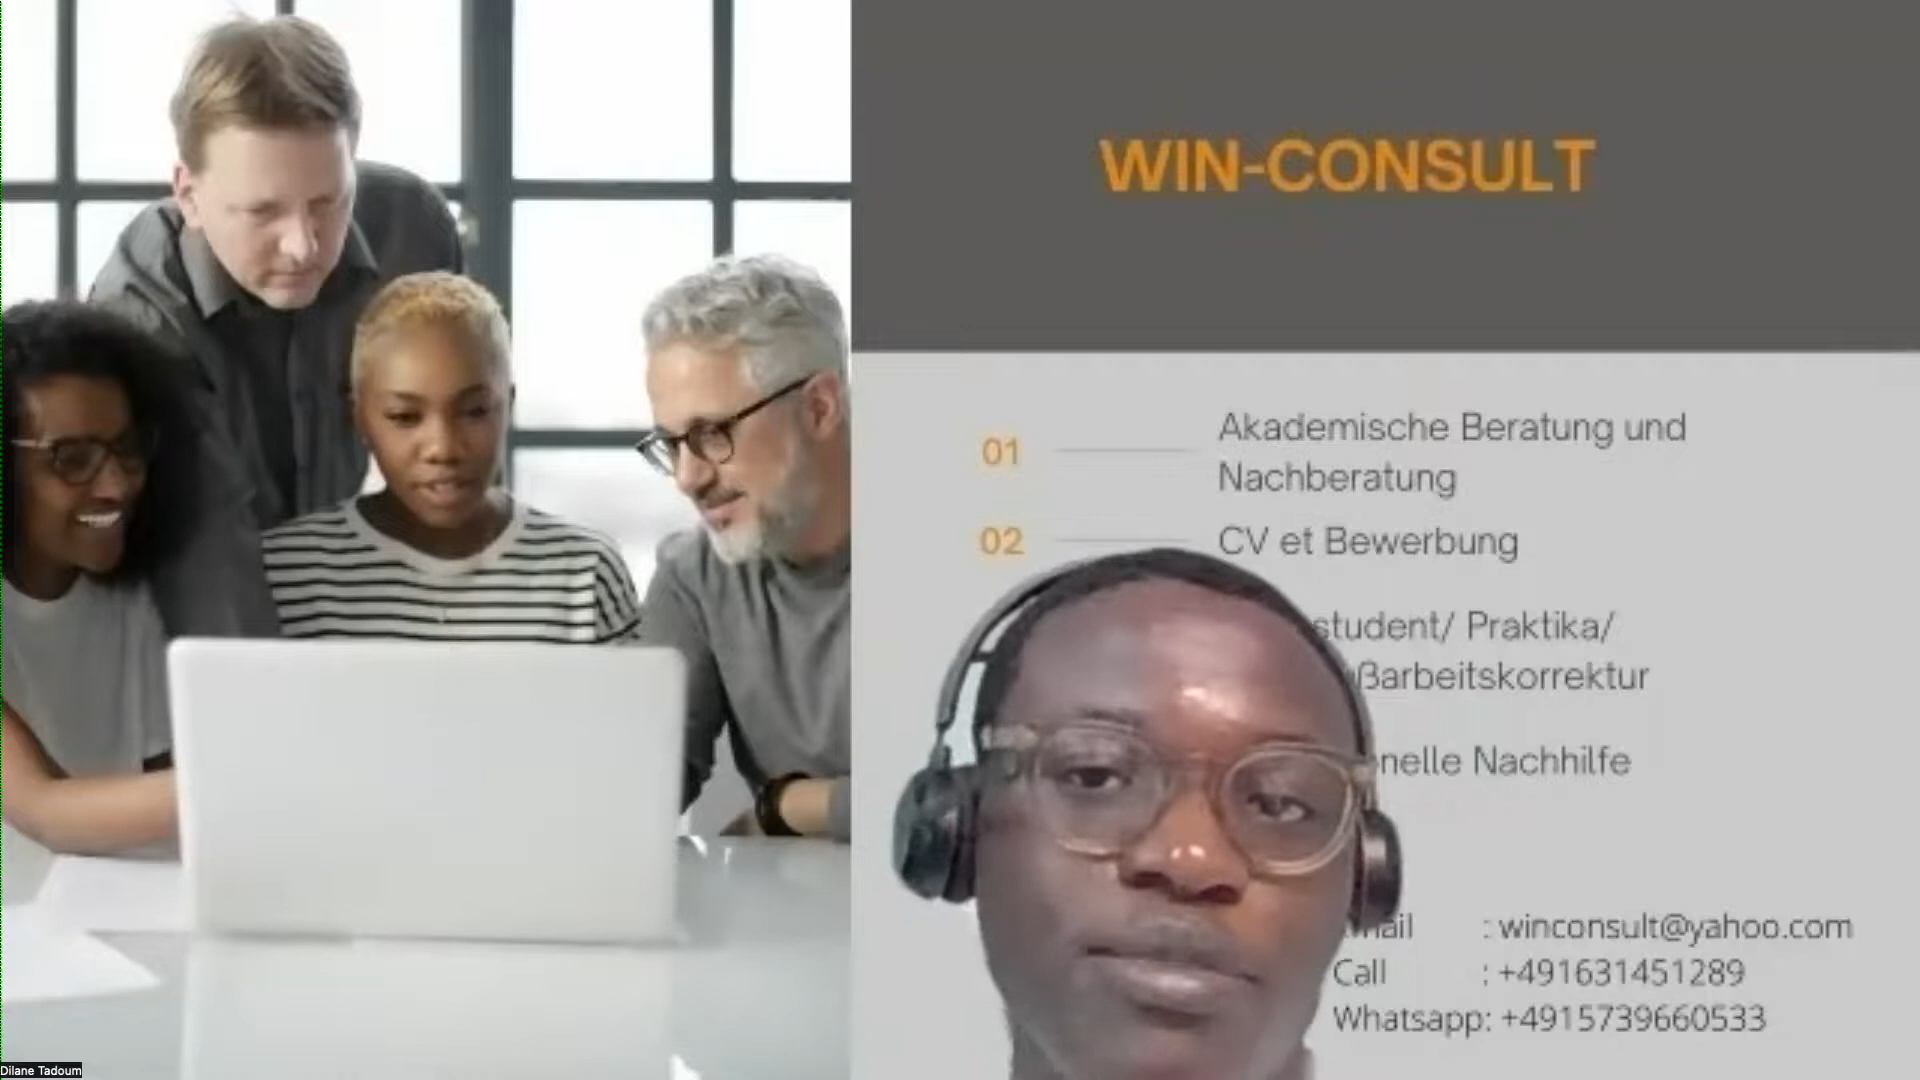 WIN-CONSULT
01
Akademische Beratung und
Nachberatung
02
CV et Bewerbung
student/ Praktika/
ßarbeitskorrektur
nelle Nachhilfe
: winconsult@yahoo.com
Call : +491631451289
Whatsapp: +4915739660533
Dilane Tadoum